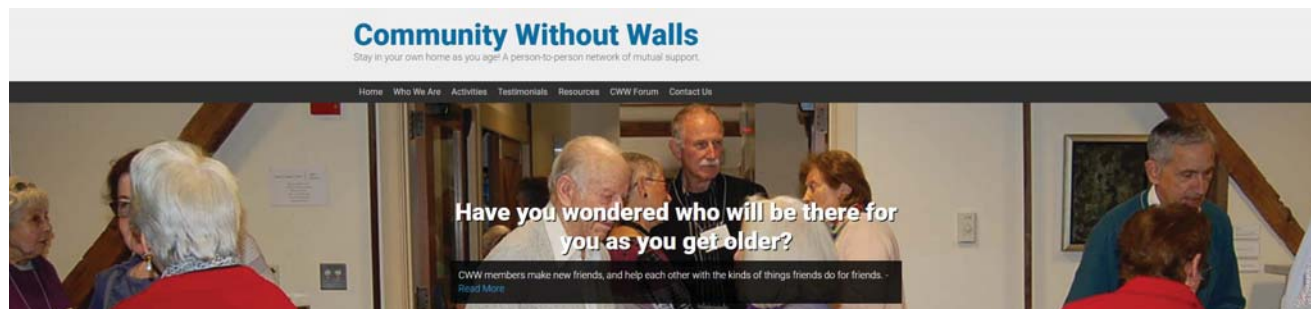 Community Without Walls
Stay in your own home as you age! A person-to-person network of mutual support.
Home Who We Are Activities Testimonials Resources CWW Forum Contact Us
Have you wondered who will be there for
you as you get older?
CWW members make new friends, and help each other with the kinds of things friends do for friends. -
Read More